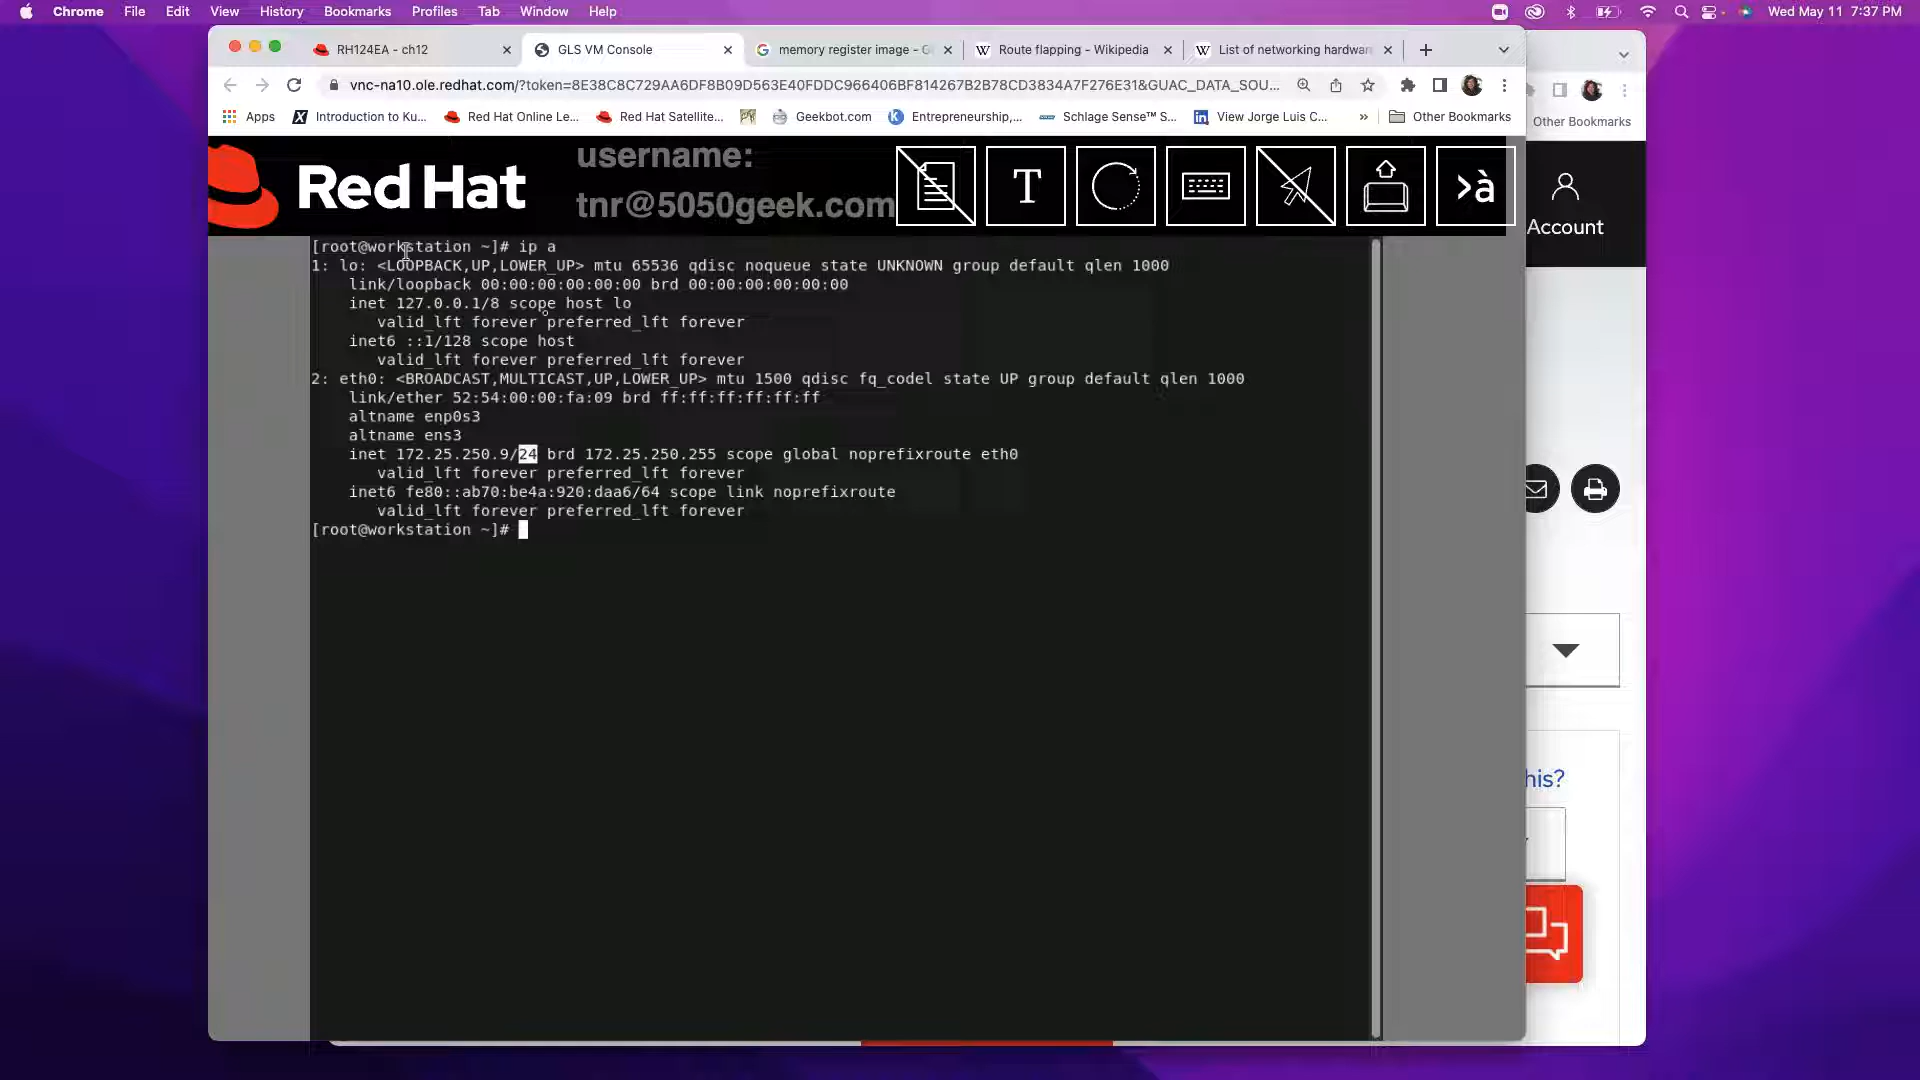 Chrome File Edit View History Bookmarks Profiles Tab Window Help Wed May 11 7:37 PM
RH124EA - ch12
GLS VM Console
memory register image - G
Route flapping - Wikipedia
List of networking hardwar
vnc-na10.ole.redhat.com/?token=8E38C8C729AA6DF8B09D563E40FDDC966406BF814267B2B78CD3834A7F276E31&GUAC_DATA_SOU...
Apps Introduction to Ku... Red Hat Online Le... Red Hat Satellite... Geekbot.com Entrepreneurship,... Schlage Sense™ S... View Jorge Luis C... » Other Bookmarks
Other Bookmarks
Red Hat
username:
tnr@5050geek.com
T
>à
Account
[root@workstation ~]# ip a
1: lo: <LOOPBACK,UP,LOWER_UP> mtu 65536 qdisc noqueue state UNKNOWN group default qlen 1000
link/loopback 00:00:00:00:00:00 brd 00:00:00:00:00:00
inet 127.0.0.1/8 scope host lo
valid_lft forever preferred_lft forever
inet6 ::1/128 scope host
valid_lft forever preferred_lft forever
2: eth0: <BROADCAST,MULTICAST,UP,LOWER_UP> mtu 1500 qdisc fq_codel state UP group default qlen 1000
link/ether 52:54:00:00:fa:09 brd ff:ff:ff:ff:ff:ff
altname enp0s3
altname ens3
inet 172.25.250.9/24 brd 172.25.250.255 scope global noprefixroute eth0
valid_lft forever preferred_lft forever
inet6 fe80::ab70:be4a:920:daa6/64 scope link noprefixroute
valid_lft forever preferred_lft forever
[root@workstation ~]#
his?